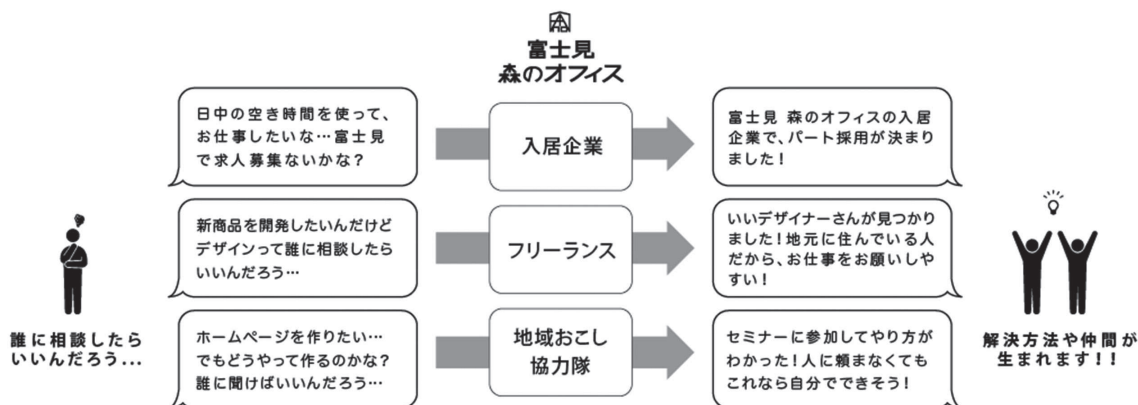 富士見
森のオフィス
日中の空き時間を使って、
お仕事したいな…富士見
で求人募集ないかな?
入居企業
富士見 森のオフィスの入居
企業で、パート採用が決まり
ました!
新商品を開発したいんだけど
デザインって誰に相談したら
いいんだろう…
フリーランス
いいデザイナーさんが見つかり
ました!地元に住んでいる人
だから、お仕事をお願いしや
すい!
ホームページを作りたい…
でもどうやって作るのかな?
誰に聞けばいいんだろう…
地域おこし
協力隊
セミナーに参加してやり方が
わかった!人に頼まなくても
これなら自分でできそう!
誰に相談したら
いいんだろう...
解決方法や仲間が
生まれます!!